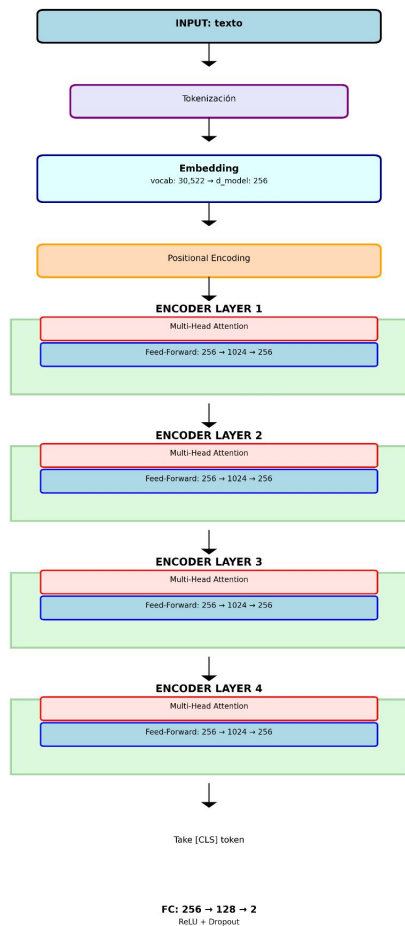 INPUT: texto
Tokenización
Embedding
vocab: 30,522 → d_model: 256
Positional Encoding
ENCODER LAYER 1
Multi-Head Attention
Feed-Forward: 256 → 1024 → 256
ENCODER LAYER 2
Multi-Head Attention
Feed-Forward: 256 → 1024 → 256
ENCODER LAYER 3
Multi-Head Attention
Feed-Forward: 256 → 1024 → 256
ENCODER LAYER 4
Multi-Head Attention
Feed-Forward: 256 → 1024 → 256
Take [CLS] token
FC: 256 → 128 → 2
ReLU + Dropout